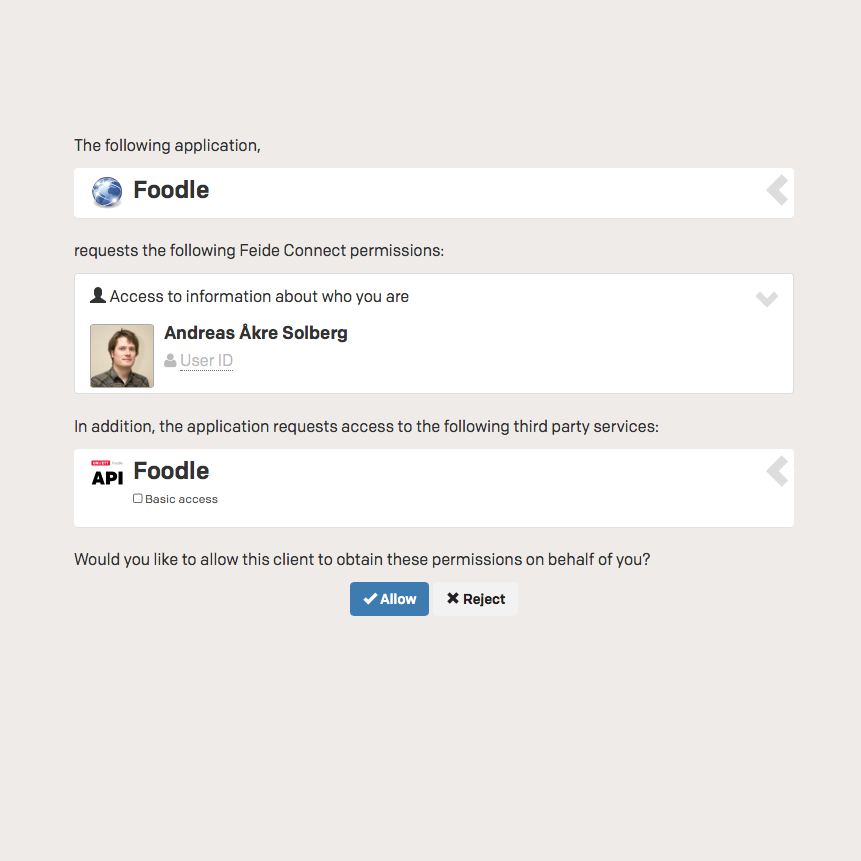 The following application,
Foodle
requests the following Feide Connect permissions:
Access to information about who you are
Andreas Åkre Solberg
User ID
In addition, the application requests access to the following third party services:
API
Foodle
Basic access
Would you like to allow this client to obtain these permissions on behalf of you?
Allow
Reject